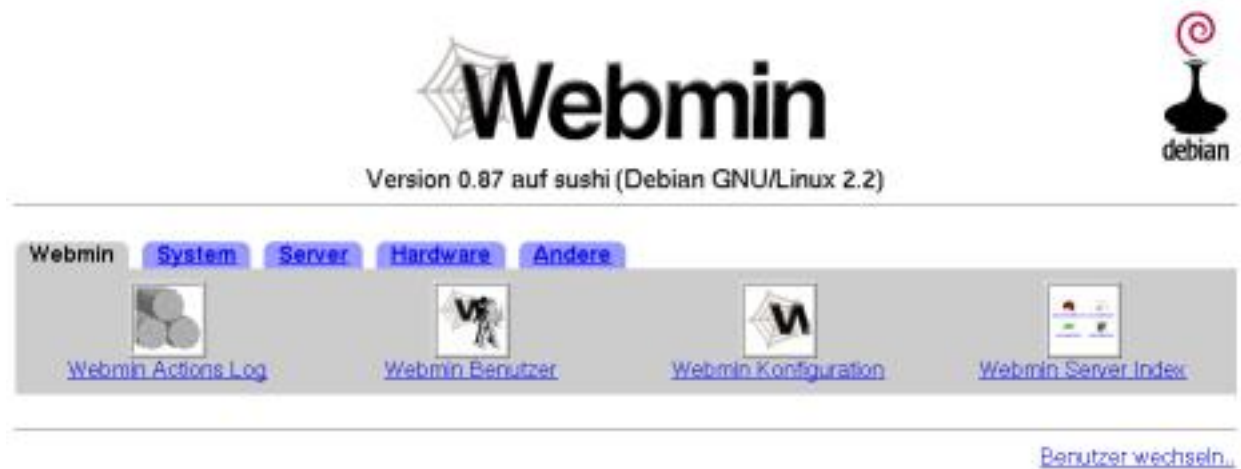 Webmin
debian
Version 0.87 auf sushi (Debian GNU/Linux 2.2)
Webmin System Server Hardware Andere
Webmin Actions Log Webmin Benutzer Webmin Konfiguration Webmin Server Index
Benutzer wechseln..